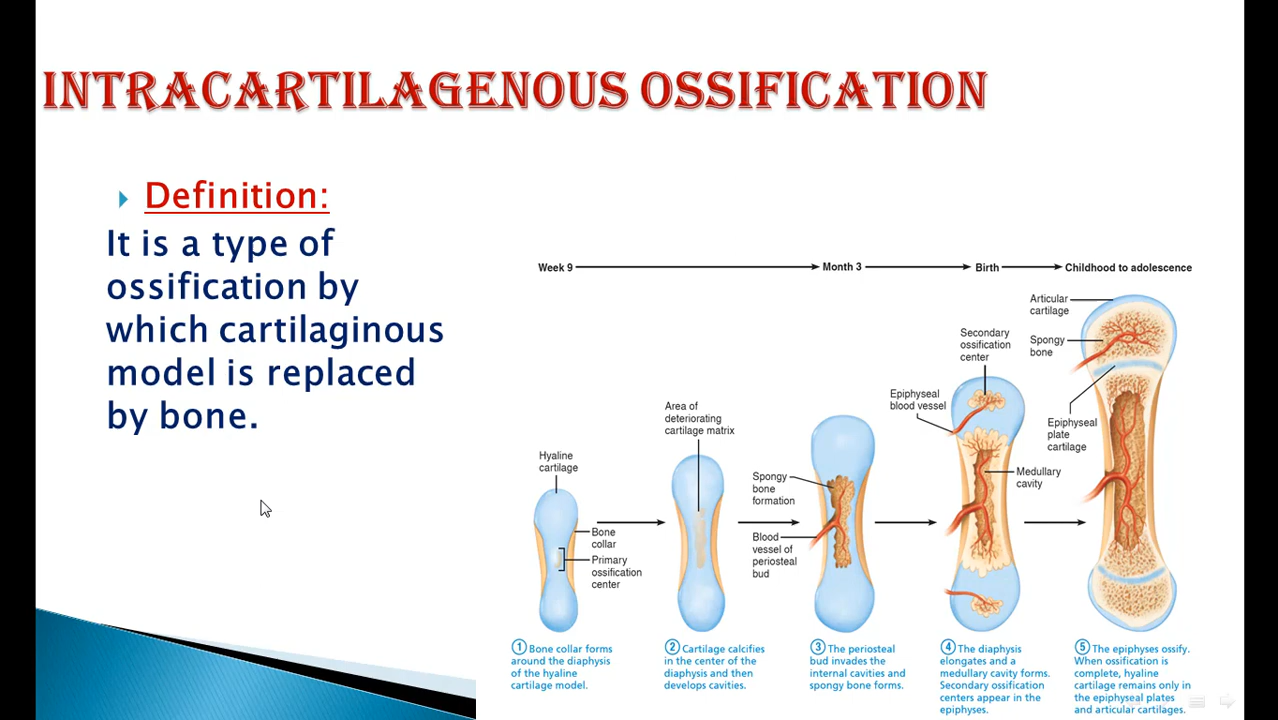 INTRACARTILAGENOUS OSSIFICATION
Definition:
It is a type of
ossification by
which cartilaginous
model is replaced
by bone.
Week 9
Month 3
Birth
Childhood to adolescence
Articular
cartilage
Spongy
bone
Epiphyseal
plate
cartilage
Secondary
ossification
center
Epiphyseal
blood vessel
Medullary
cavity
Area of
deteriorating
cartilage matrix
Spongy
bone
formation
Blood
vessel of
periosteal
bud
Hyaline
cartilage
Bone
collar
Primary
ossification
center
1 Bone collar forms
around the diaphysis
of the hyaline
cartilage model.
2 Cartilage calcifies
in the center of the
diaphysis and then
develops cavities.
3 The periosteal
bud invades the
internal cavities and
spongy bone forms.
4 The diaphysis
elongates and a
medullary cavity forms.
Secondary ossification
centers appear in the
epiphyses.
5 The epiphyses ossify.
When ossification is
complete, hyaline
cartilage remains only in
the epiphyseal plates
and articular cartilages.